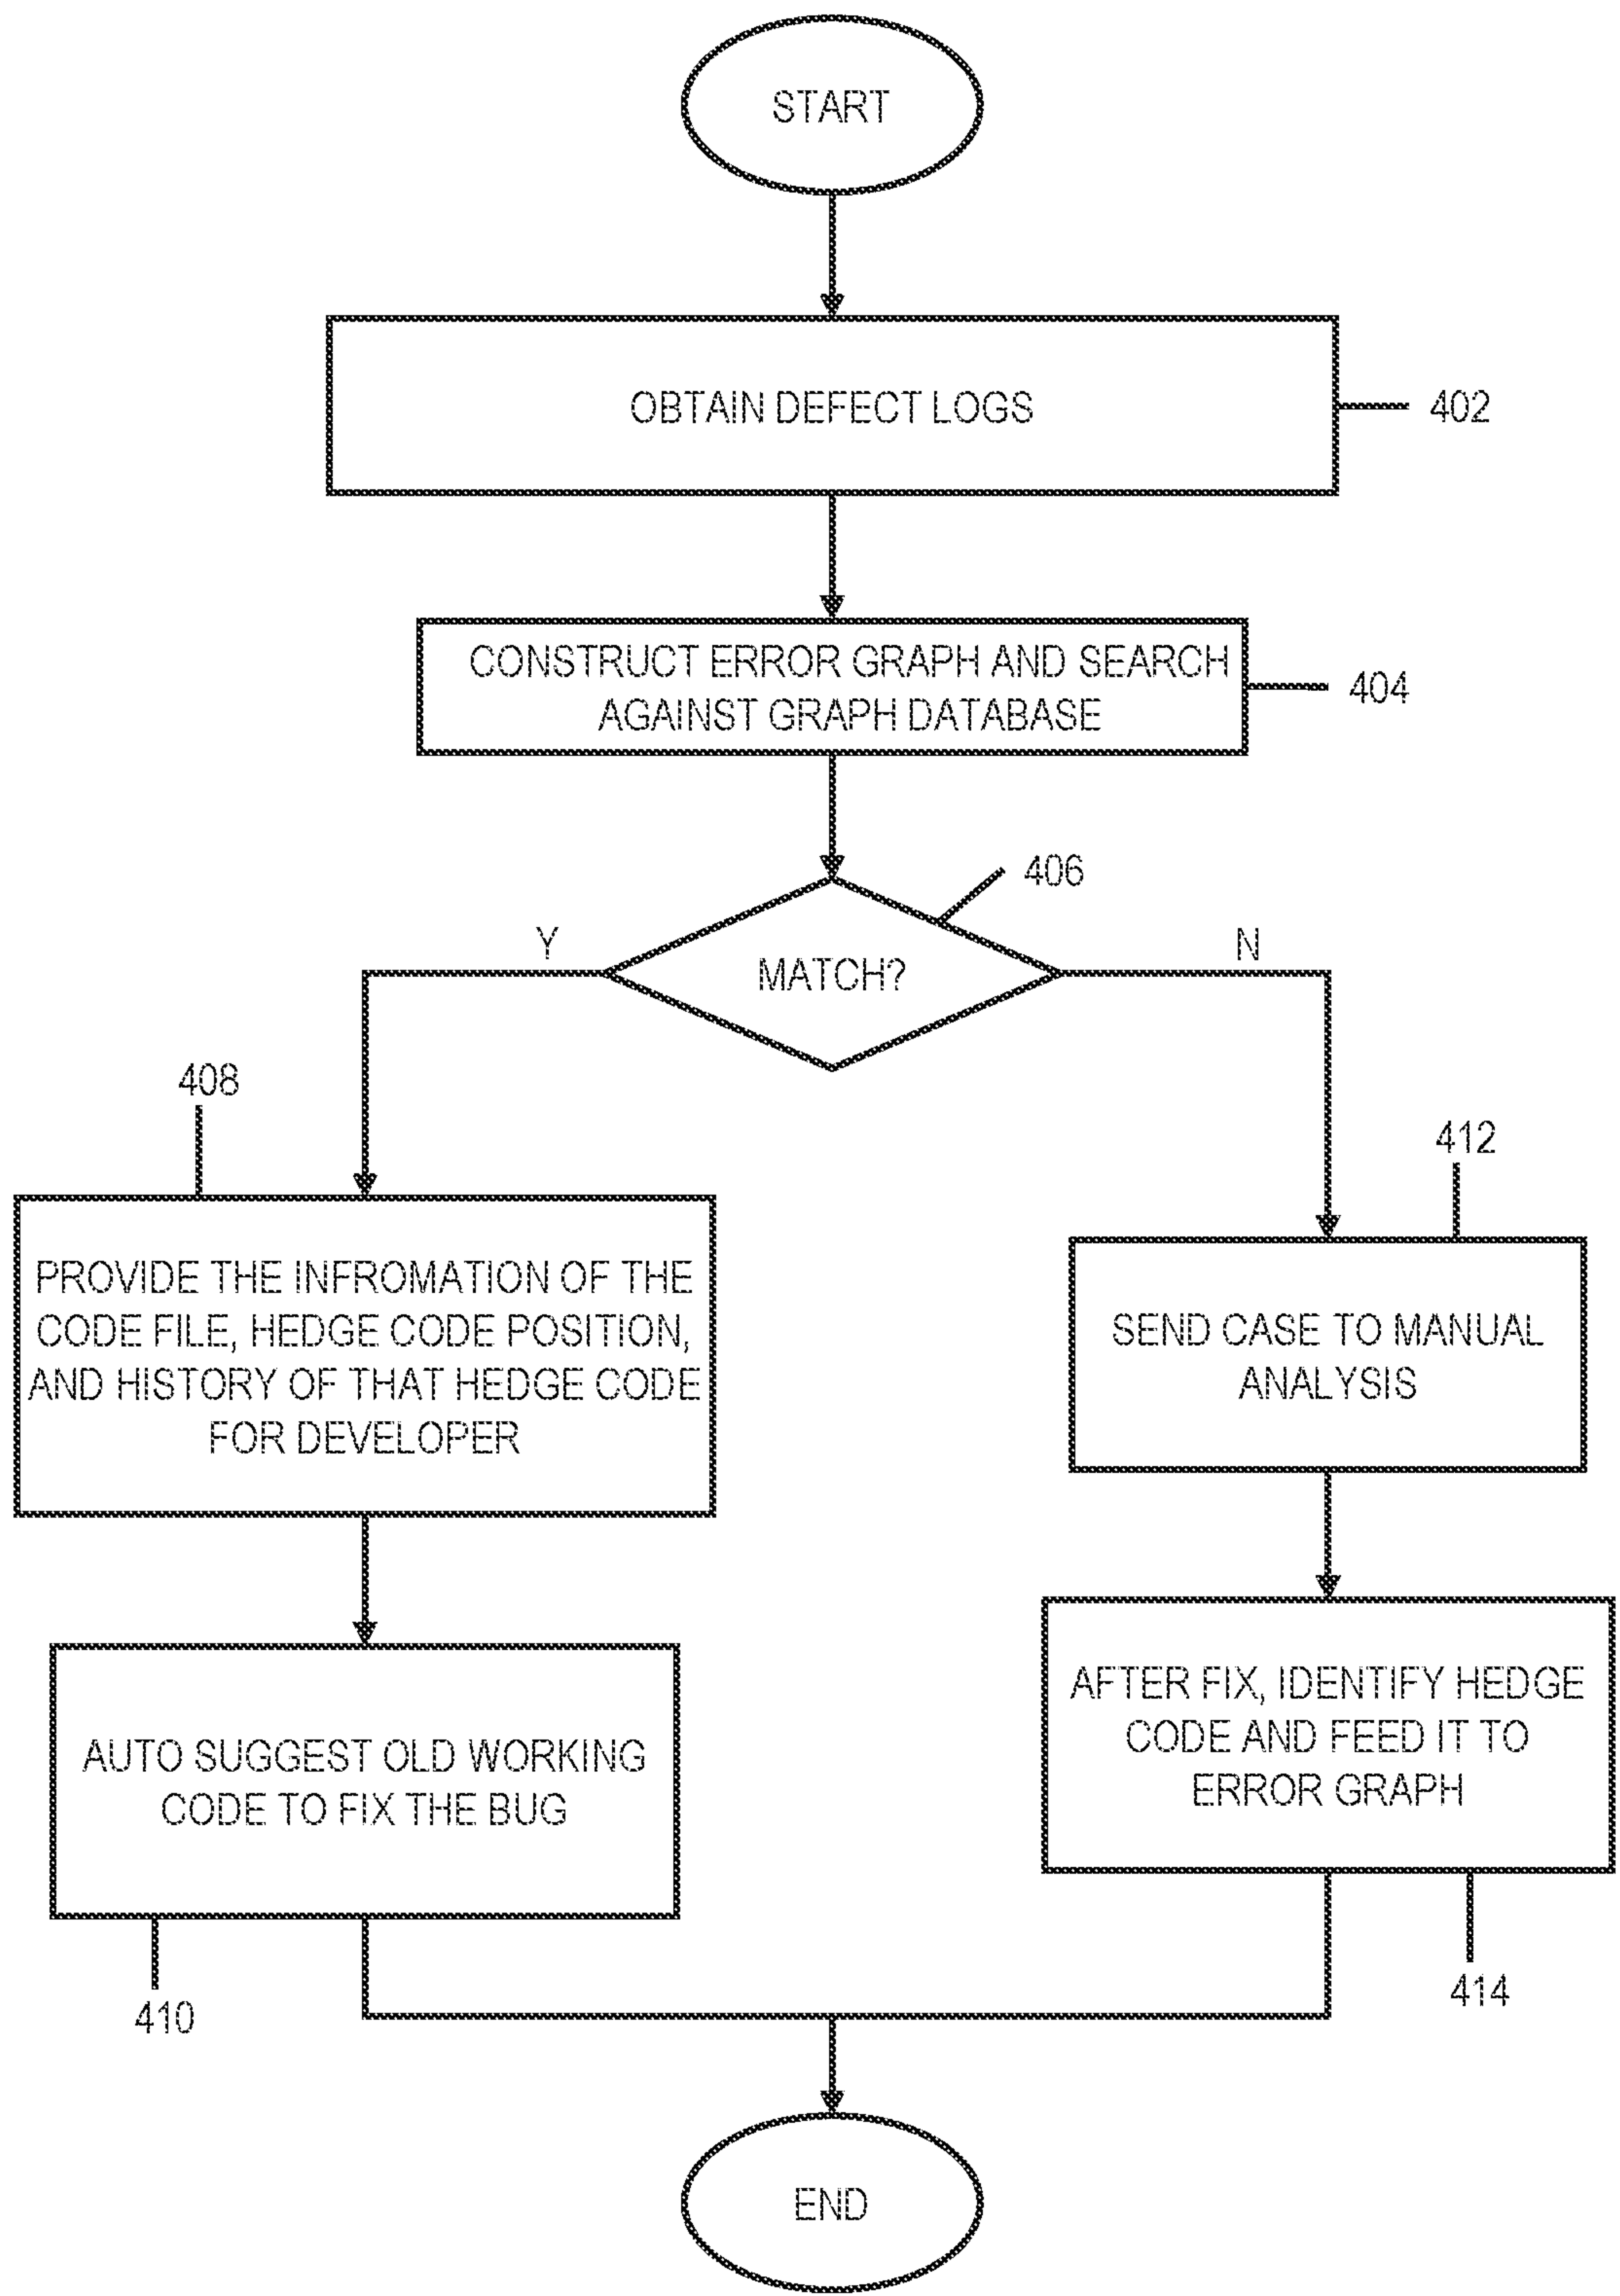 START
OBTAIN DEFECT LOGS
402
CONSTRUCT ERROR GRAPH AND SEARCH
AGAINST GRAPH DATABASE
404
406
MATCH?
Y
N
408
PROVIDE THE INFROMATION OF THE
CODE FILE, HEDGE CODE POSITION,
AND HISTORY OF THAT HEDGE CODE
FOR DEVELOPER
412
SEND CASE TO MANUAL
ANALYSIS
AUTO SUGGEST OLD WORKING
CODE TO FIX THE BUG
410
AFTER FIX, IDENTIFY HEDGE
CODE AND FEED IT TO
ERROR GRAPH
414
END